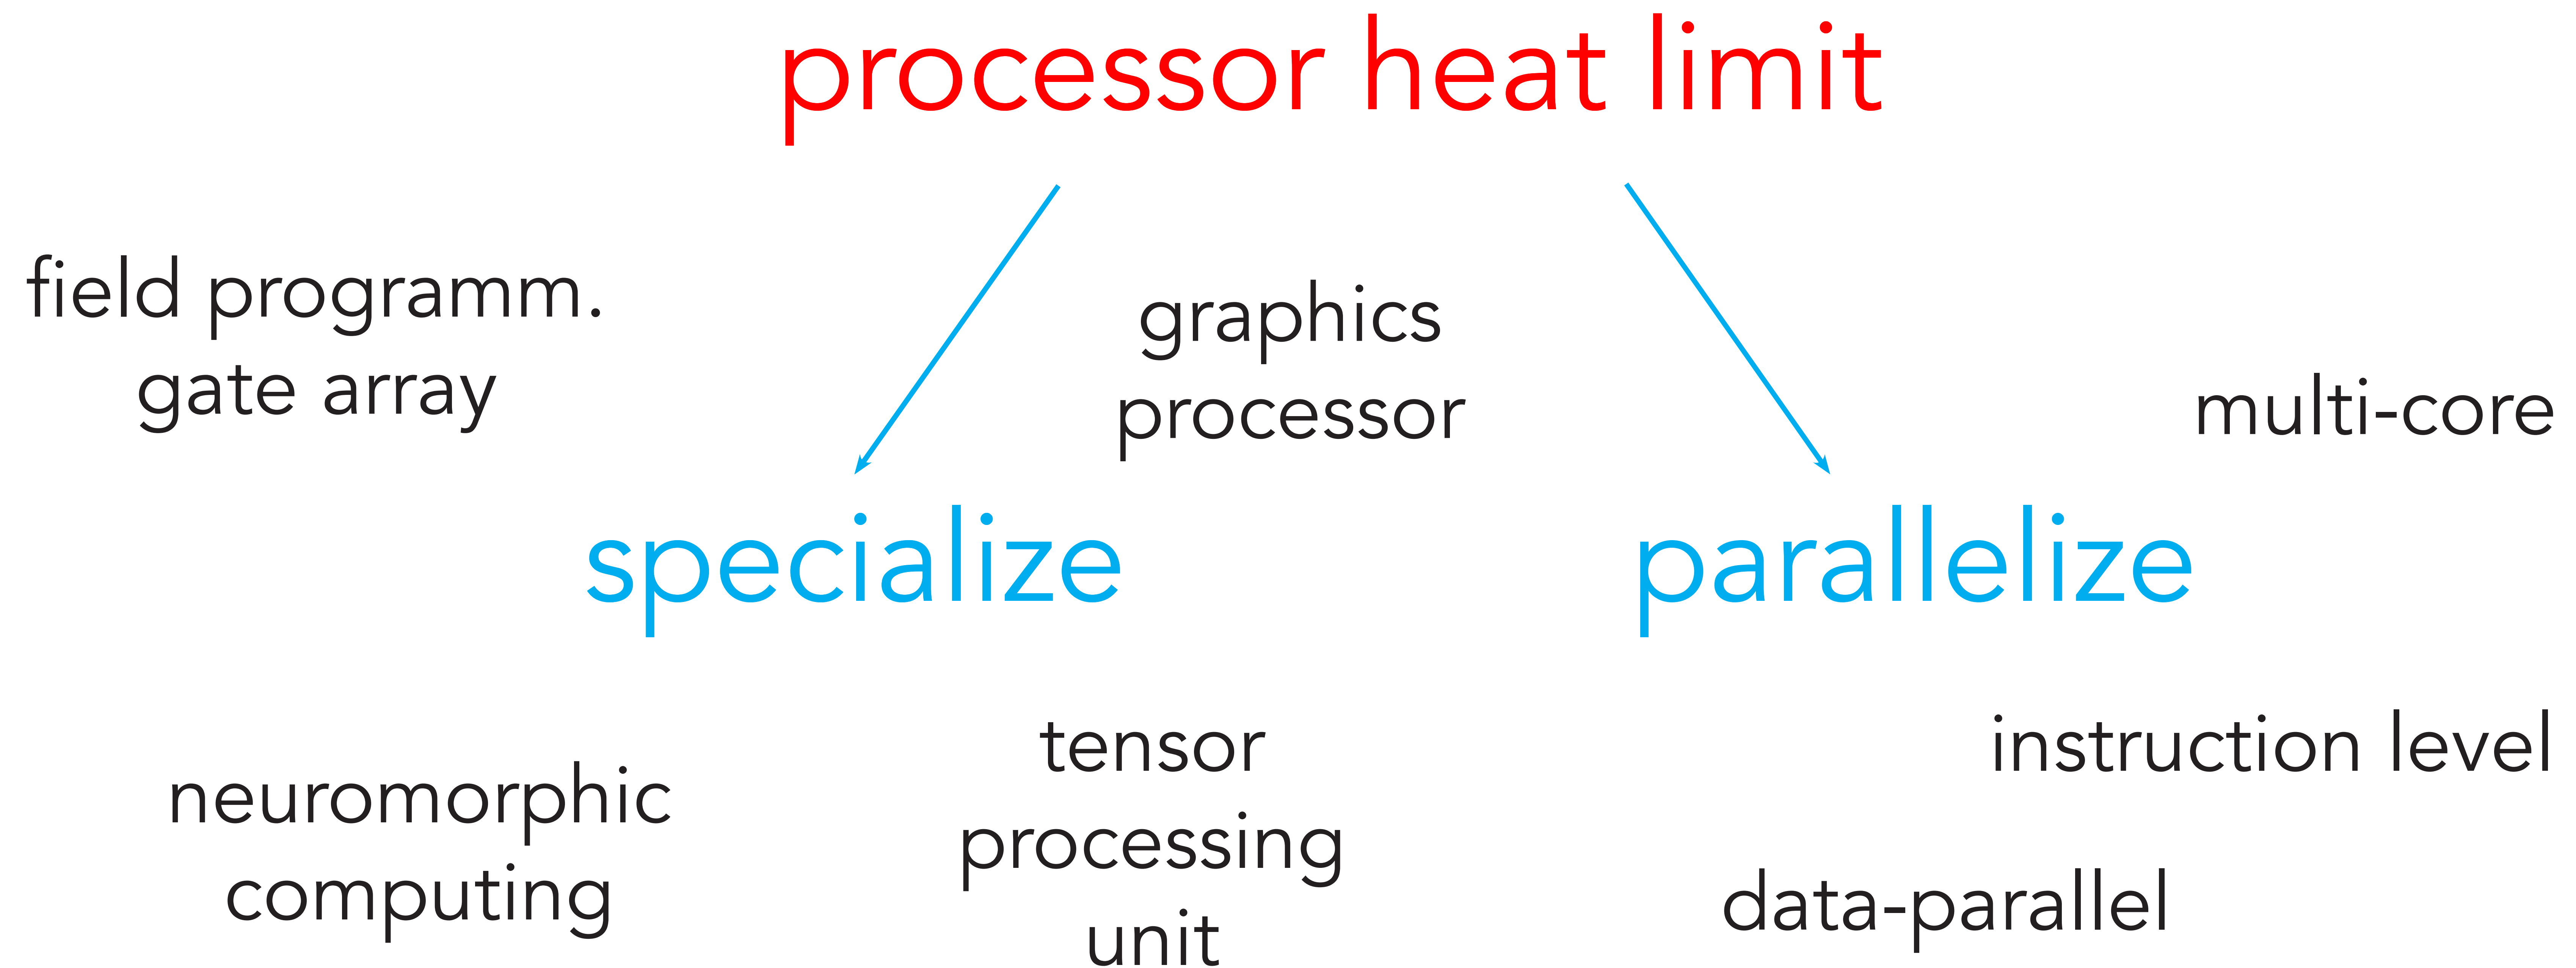 processor heat limit
field programm.
gate array
graphics
processor
multi-core
specialize
parallelize
neuromorphic
computing
tensor
processing
unit
instruction level
data-parallel